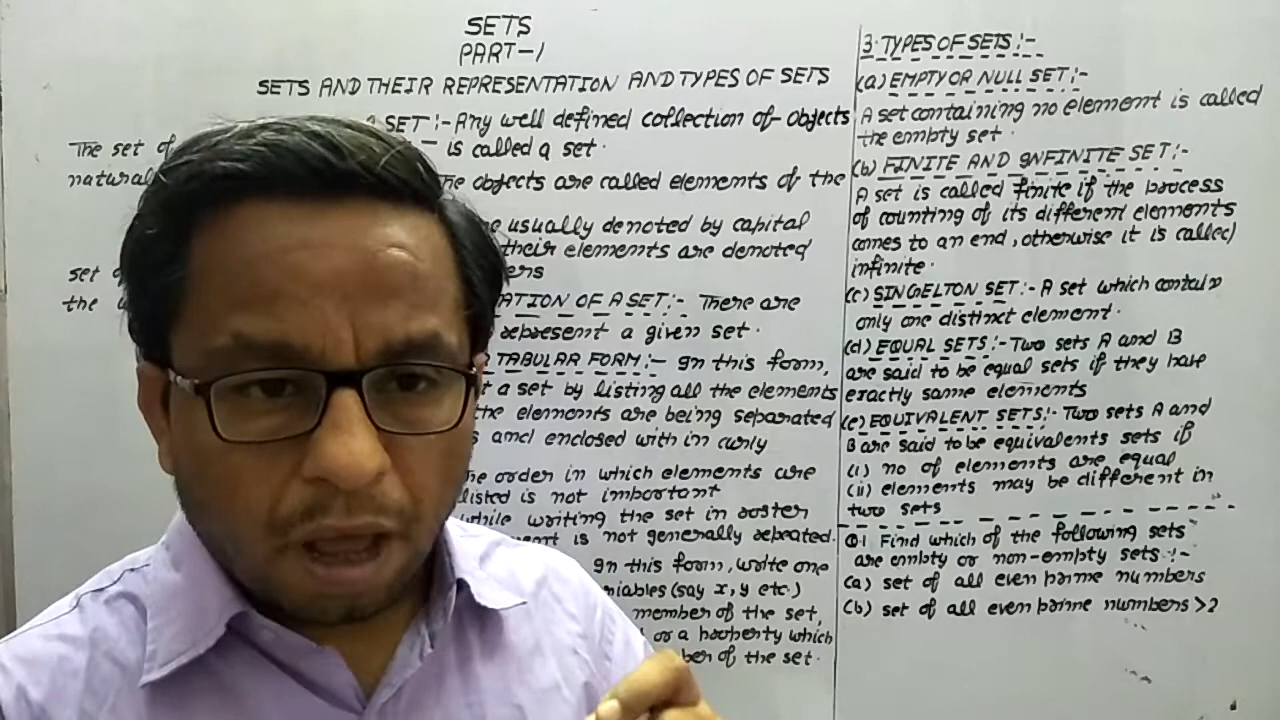 SETS
PART-1
SETS AND THEIR REPRESENTATION AND TYPES OF SETS
SET :- Any well defined collection of objects
is called a set.
The set of
natural
objects are called elements of the
usually denoted by capital
their elements are denoted
set
the
OF A SET :- There are
represent a given set.
TABULAR FORM :- In this form,
a set by listing all the elements
the elements are being separated
and enclosed with in curly
order in which elements are
listed is not important
while writing the set in roster
is not generally repeated.
In this form, write one
(say x, y etc.)
member of the set,
or a property which
of the set.
3. TYPES OF SETS :-
(a) EMPTY OR NULL SET :-
A set containing no element is called
the empty set.
(b) FINITE AND INFINITE SET :-
A set is called finite if the process
of counting of its different elements
comes to an end, otherwise it is called
infinite.
(c) SINGELTON SET :- A set which contain
only one distinct element.
(d) EQUAL SETS :- Two sets A and B
are said to be equal sets if they have
exactly same elements
(e) EQUIVALENT SETS :- Two sets A and
B are said to be equivalents sets if
(i) no of elements are equal
(ii) elements may be different in
two sets
Q.1 Find which of the following sets
are empty or non-empty sets :-
(a) set of all even prime numbers
(b) set of all even prime numbers >2